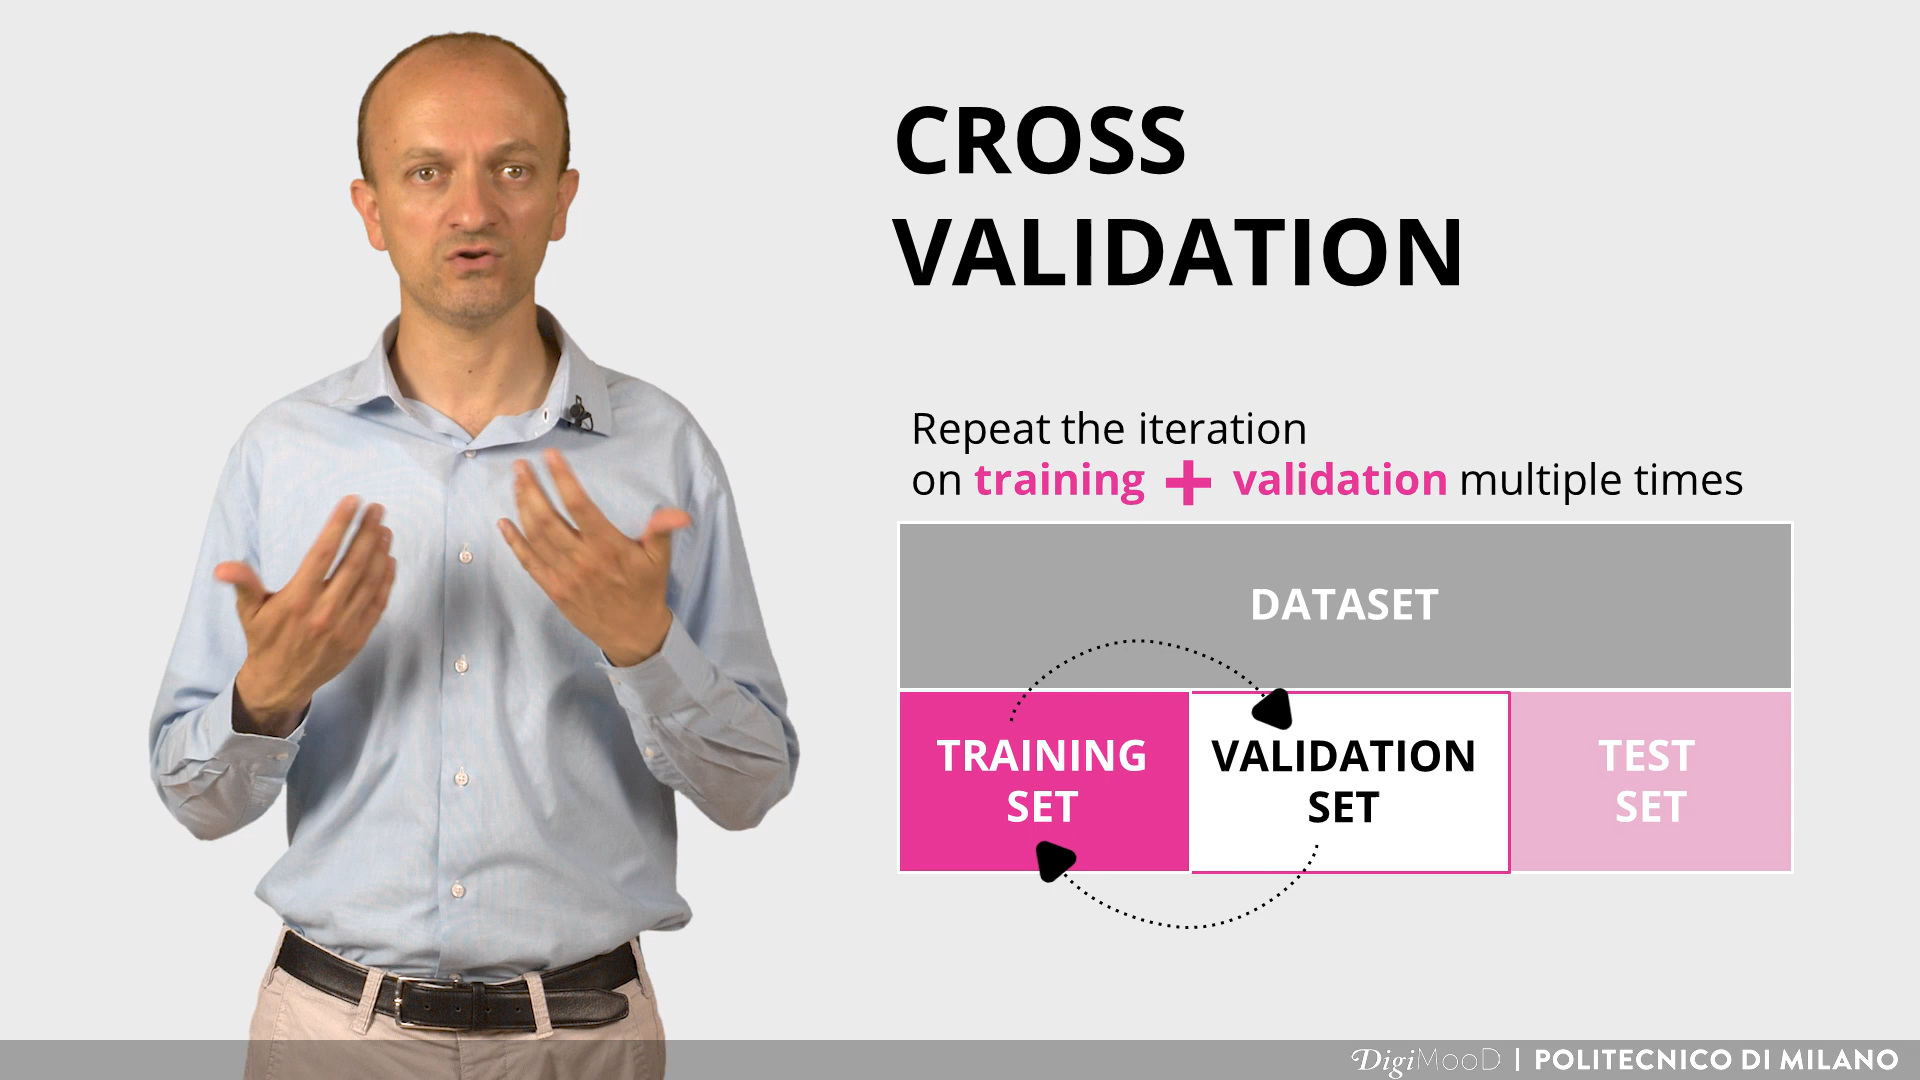 CROSS
VALIDATION
Repeat the iteration
on training + validation multiple times
DATASET
TRAINING
SET
VALIDATION
SET
TEST
SET
DigiMooD | POLITECNICO DI MILANO